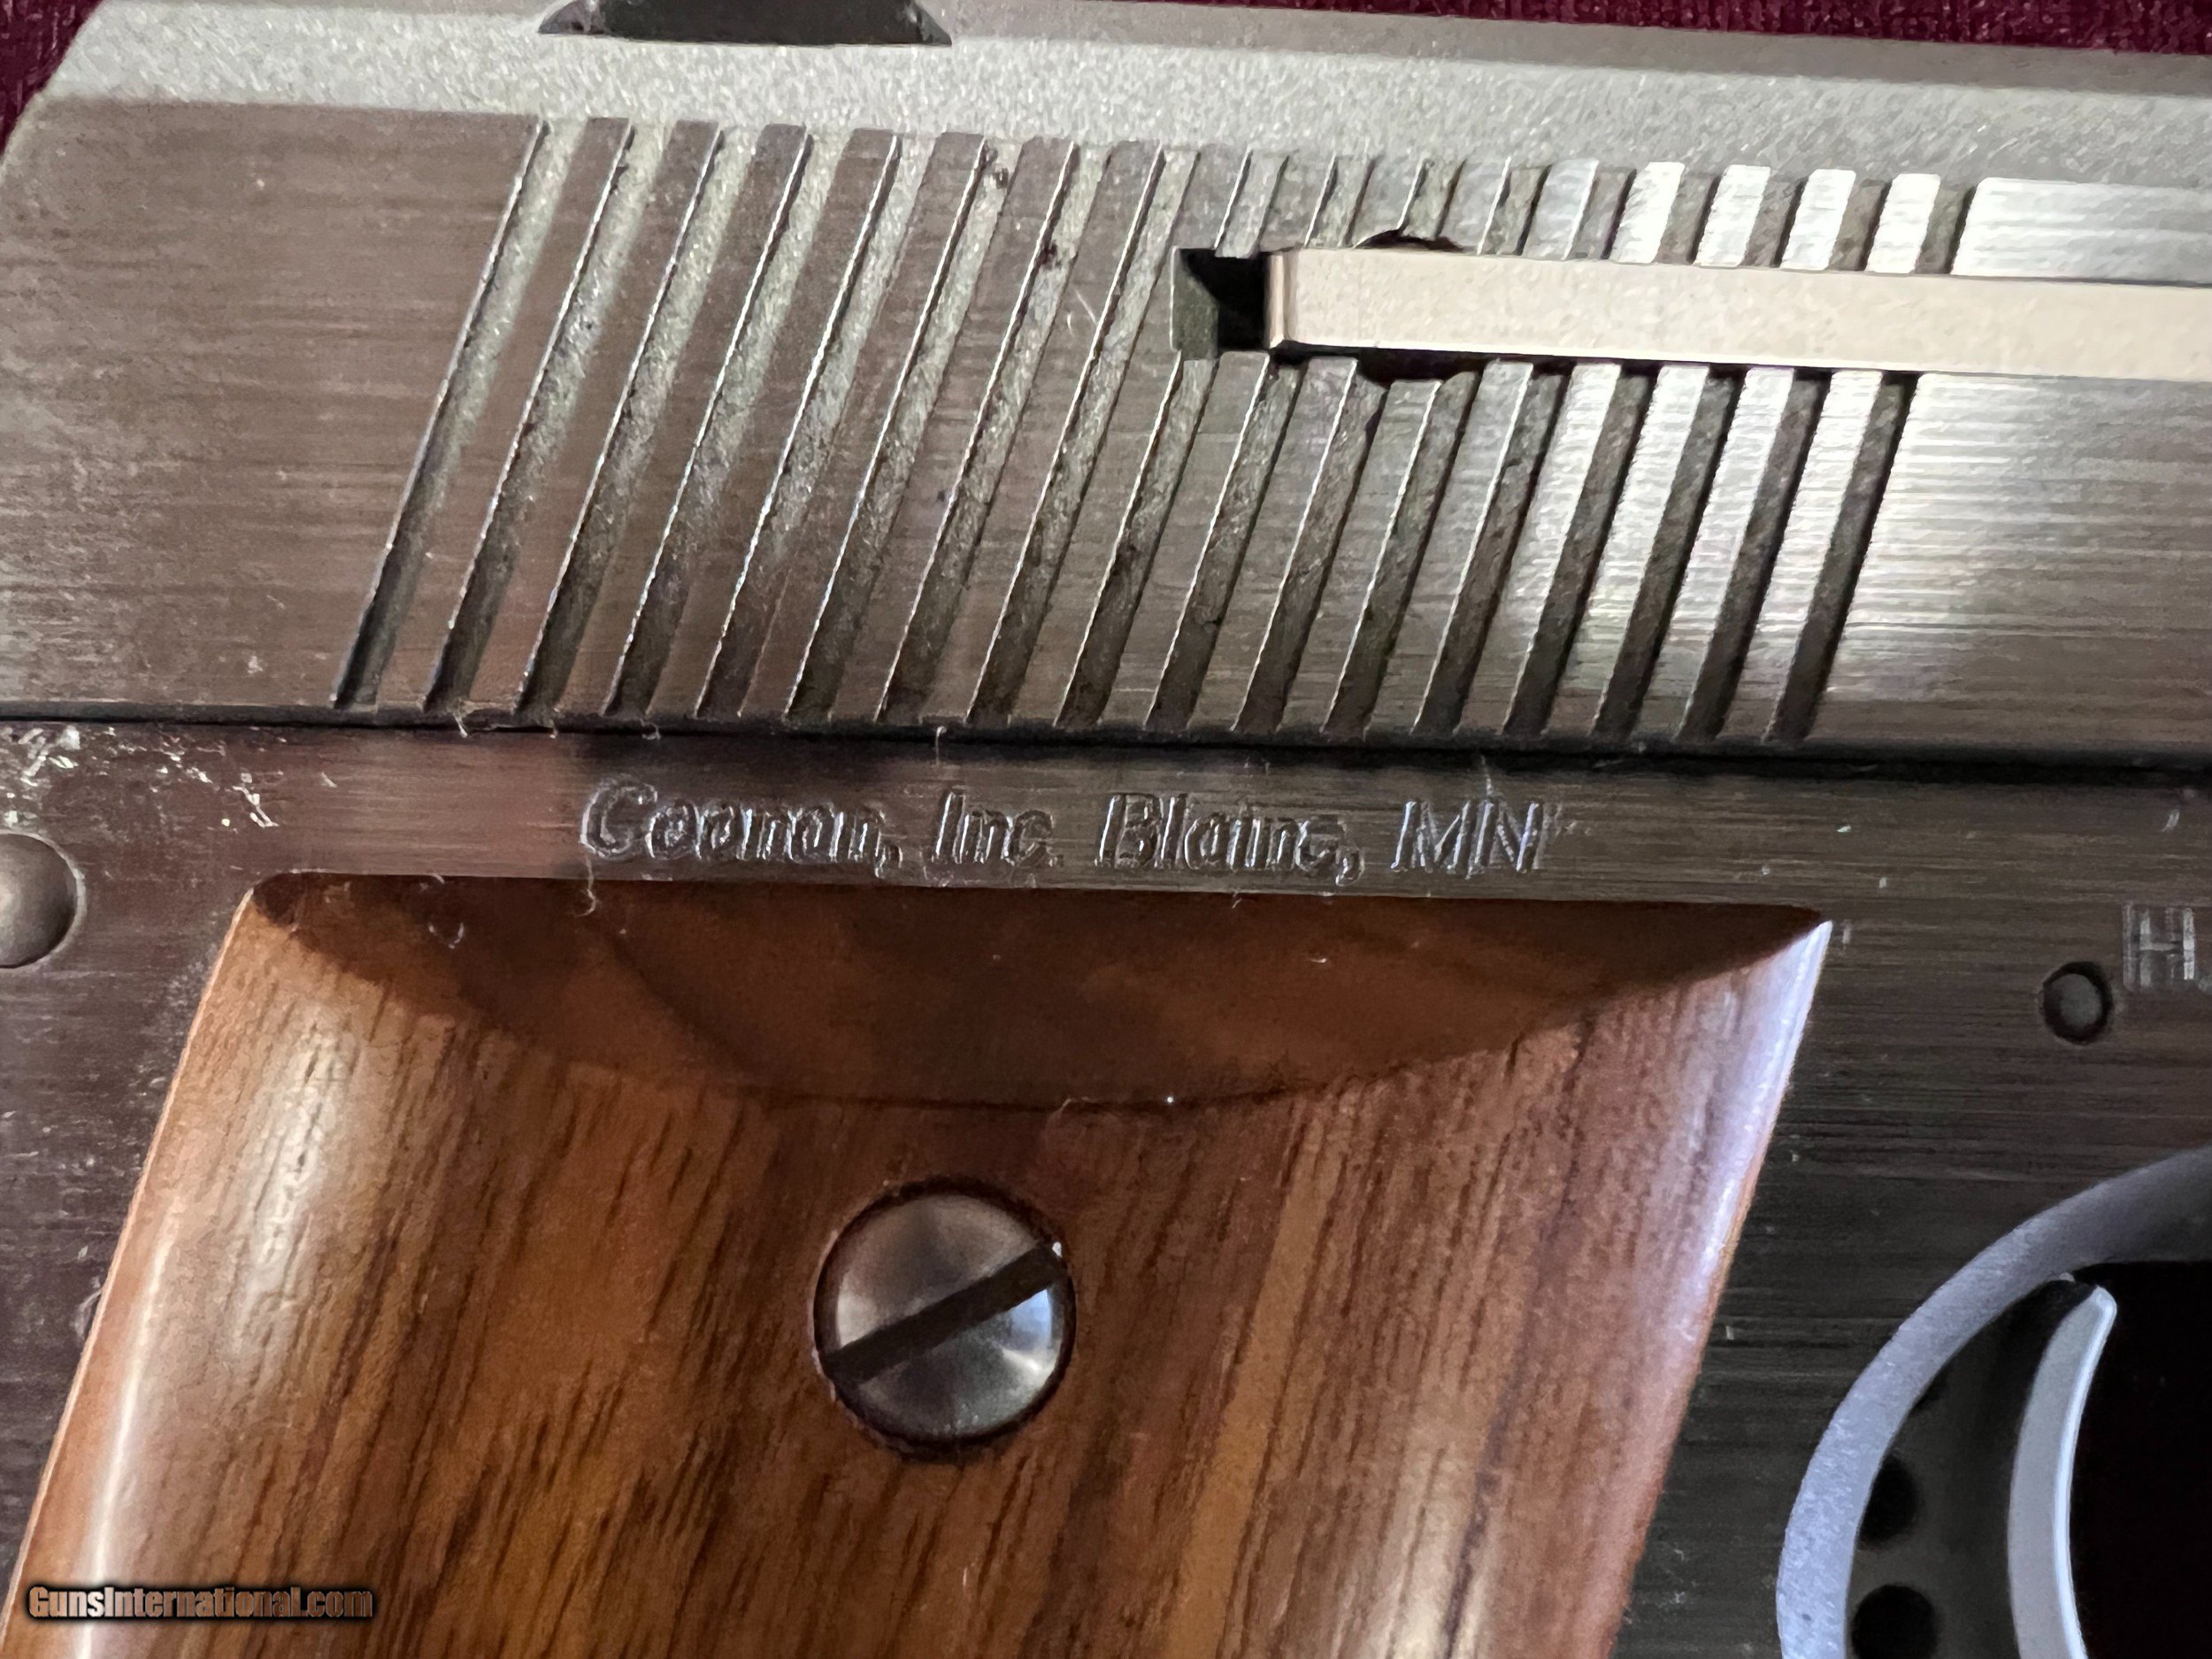 Coonan, Inc. Blaine, MN
H
GunsInternational.com